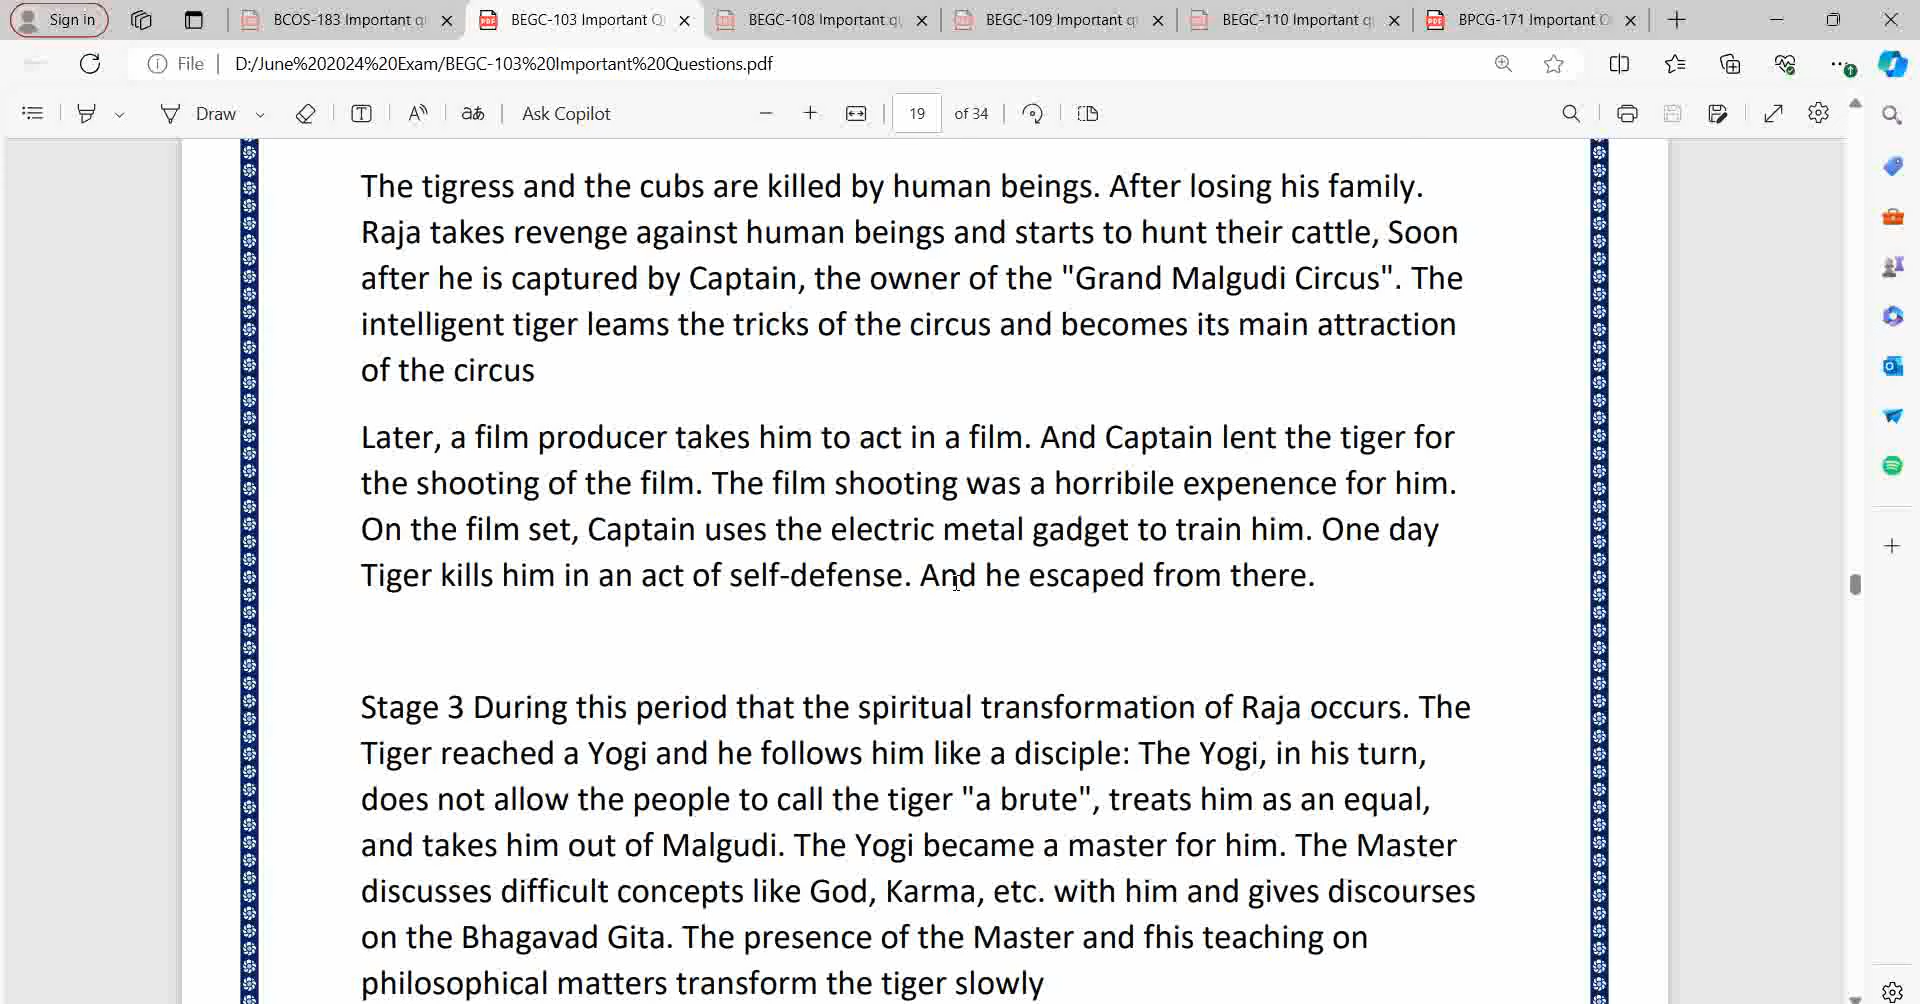 Sign in
BCOS-183 Important q
BEGC-103 Important Q
BEGC-108 Important q
BEGC-109 Important q
BEGC-110 Important q
BPCG-171 Important
File
D:/June%202024%20Exam/BEGC-103%20Important%20Questions.pdf
Draw
aあ
Ask Copilot
19 of 34
The tigress and the cubs are killed by human beings. After losing his family.
Raja takes revenge against human beings and starts to hunt their cattle, Soon
after he is captured by Captain, the owner of the "Grand Malgudi Circus". The
intelligent tiger leams the tricks of the circus and becomes its main attraction
of the circus
Later, a film producer takes him to act in a film. And Captain lent the tiger for
the shooting of the film. The film shooting was a horribile expenence for him.
On the film set, Captain uses the electric metal gadget to train him. One day
Tiger kills him in an act of self-defense. And he escaped from there.
Stage 3 During this period that the spiritual transformation of Raja occurs. The
Tiger reached a Yogi and he follows him like a disciple: The Yogi, in his turn,
does not allow the people to call the tiger "a brute", treats him as an equal,
and takes him out of Malgudi. The Yogi became a master for him. The Master
discusses difficult concepts like God, Karma, etc. with him and gives discourses
on the Bhagavad Gita. The presence of the Master and fhis teaching on
philosophical matters transform the tiger slowly